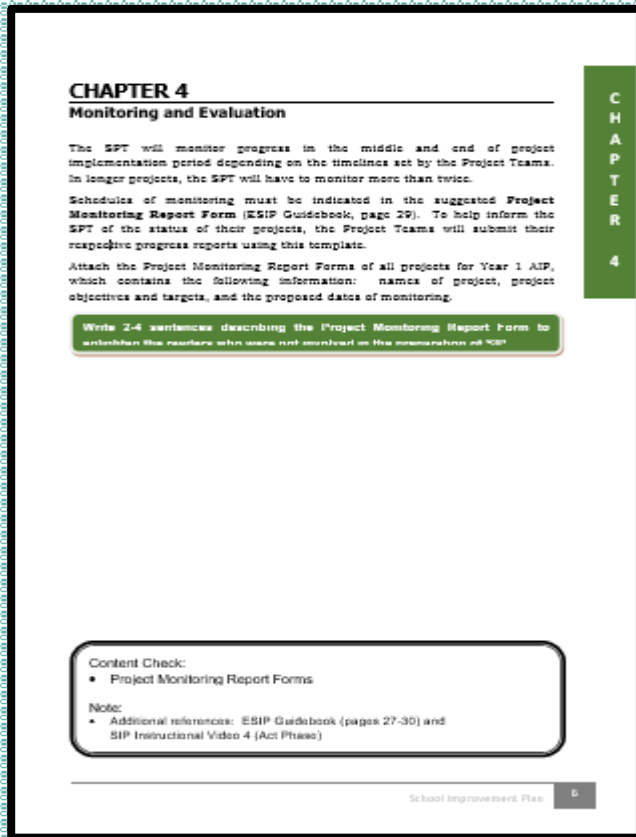 CHAPTER 4
Monitoring and Evaluation
The SPT will monitor progress in the middle and end of project
implementation period depending on the timelines set by the Project Teams.
In longer projects, the SPT will have to monitor more than twice.
Schedules of monitoring must be indicated in the suggested Project
Monitoring Report Form (ESIP Guidebook, page 29). To help inform the
SPT of the status of their projects, the Project Teams will submit their
respective progress reports using this template.
Attach the Project Monitoring Report Forms of all projects for Year 1 AIP,
which contains the following information: names of project, project
objectives and targets, and the proposed dates of monitoring.
Write 2-4 sentences describing the Project Monitoring Report Form to
enlighten the readers who were not involved in the preparation of SIP
CHAPTER 4
Content Check:
• Project Monitoring Report Forms
Note:
• Additional references: ESIP Guidebook (pages 27-30) and
SIP Instructional Video 4 (Act Phase)
School Improvement Plan 6